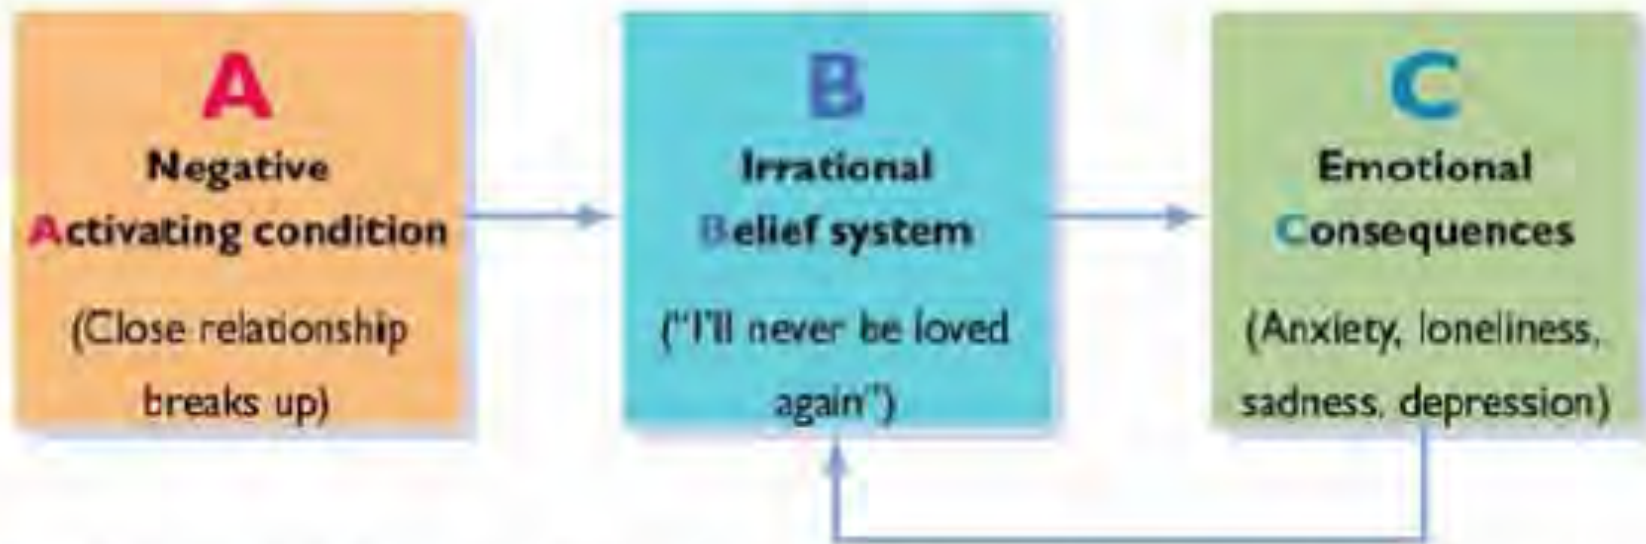 A
Negative
Activating condition
(Close relationship
breaks up)
B
Irrational
Belief system
("I'll never be loved
again")
C
Emotional
Consequences
(Anxiety, loneliness,
sadness, depression)